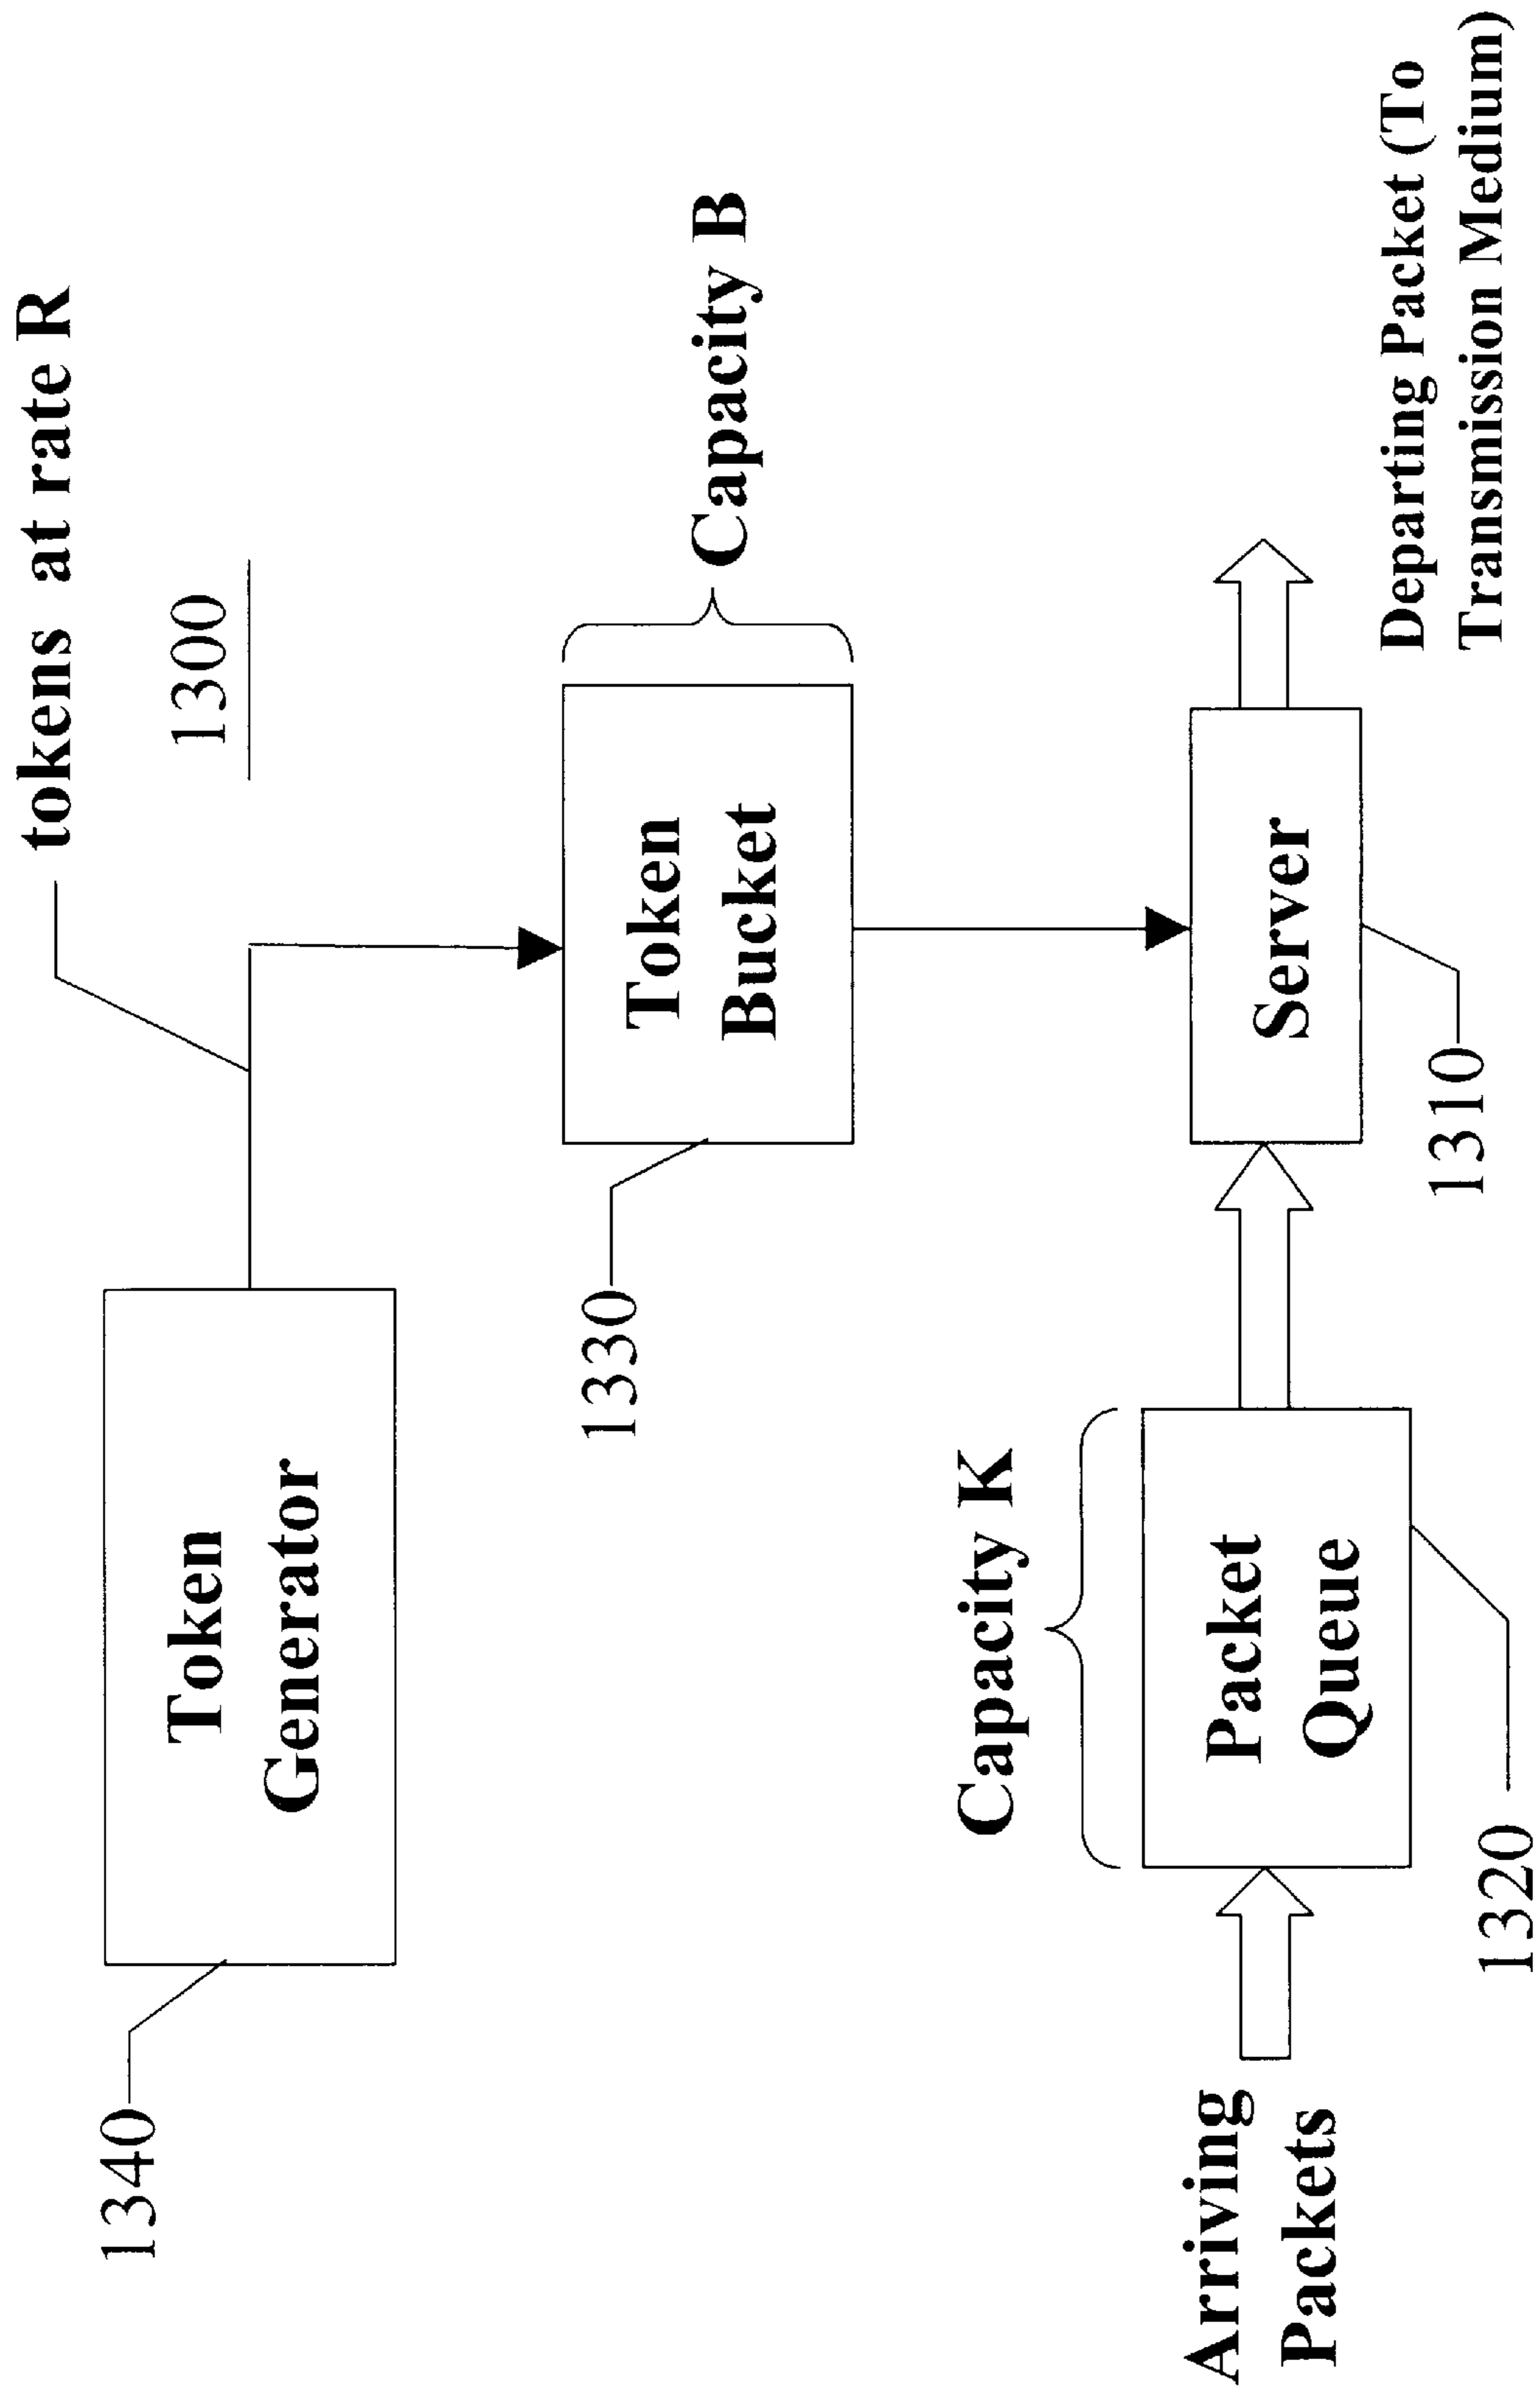 tokens at rate R
1300
1340
Token
Generator
Token
Bucket
Capacity B
1330
Capacity K
Arriving
Packets
Packet
Queue
1320
Server
1310
Departing Packet (To
Transmission Medium)